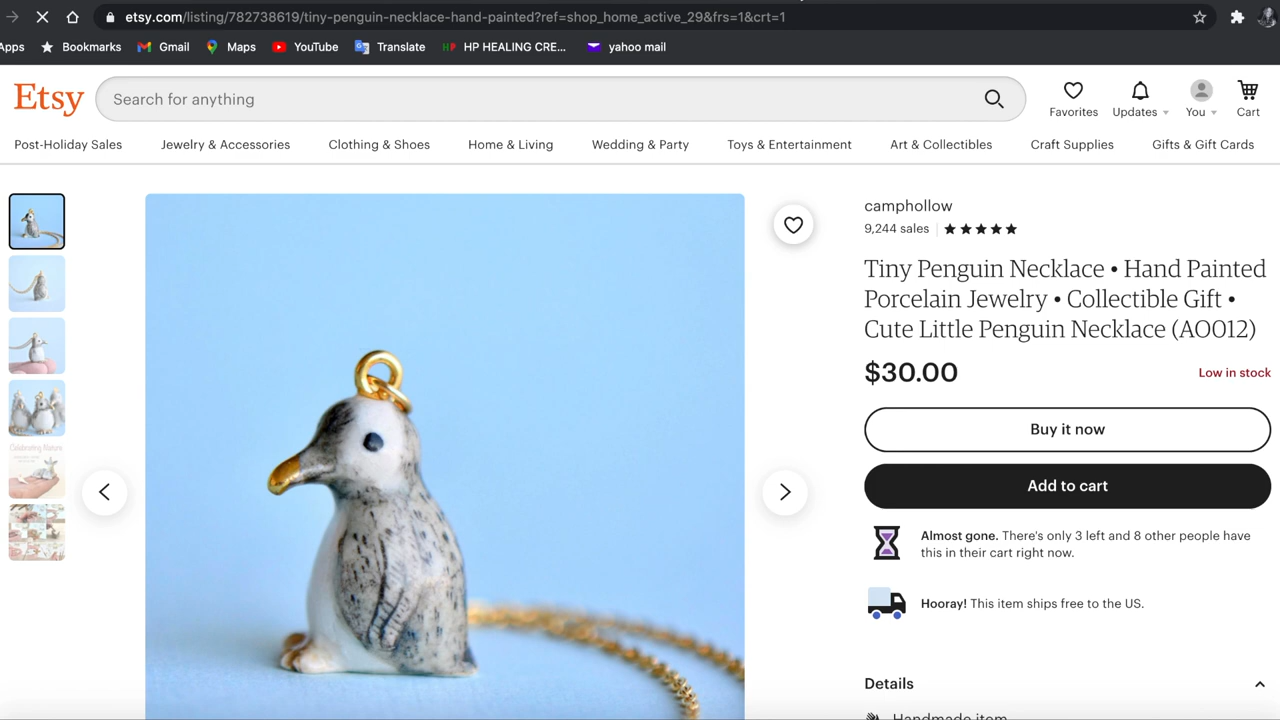 etsy.com/listing/782738619/tiny-penguin-necklace-hand-painted?ref=shop_home_active_29&frs=1&crt=1
Apps Bookmarks Gmail Maps YouTube Translate HP HP HEALING CRE... yahoo mail
Etsy Search for anything Favorites Updates You Cart
Post-Holiday Sales Jewelry & Accessories Clothing & Shoes Home & Living Wedding & Party Toys & Entertainment Art & Collectibles Craft Supplies Gifts & Gift Cards
Celebrating Nature
camphollow
9,244 sales
Tiny Penguin Necklace • Hand Painted
Porcelain Jewelry • Collectible Gift •
Cute Little Penguin Necklace (AO012)
$30.00 Low in stock
Buy it now
Add to cart
Almost gone. There's only 3 left and 8 other people have
this in their cart right now.
Hooray! This item ships free to the US.
Details
Handmade item